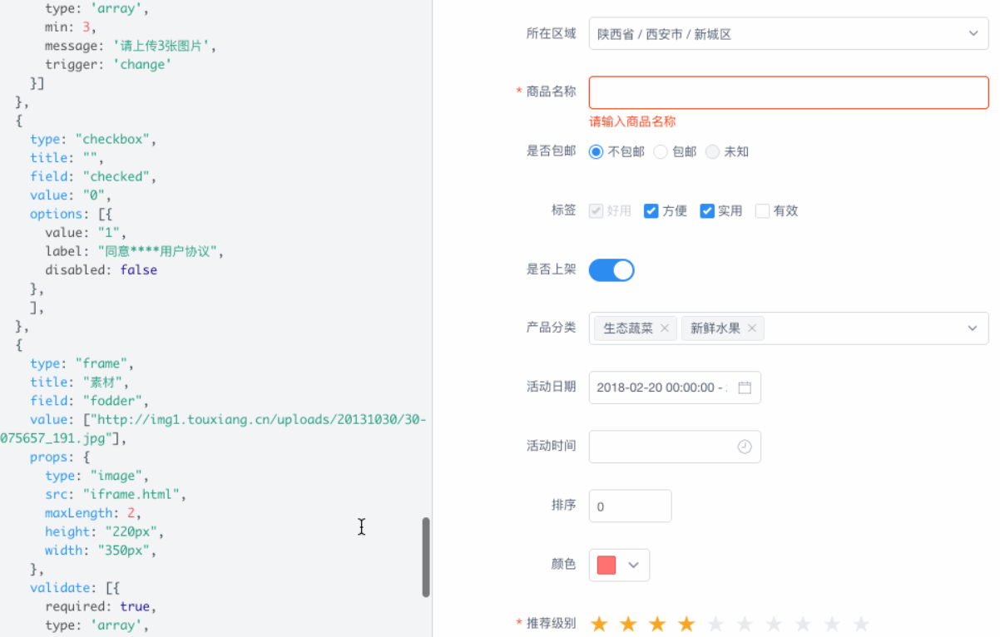 type: 'array',
min: 3,
message: '请上传3张图片',
trigger: 'change'
}]
},
{
type: "checkbox",
title: "",
field: "checked",
value: "0",
options: [{
value: "1",
label: "同意****用户协议",
disabled: false
},
],
},
{
type: "frame",
title: "素材",
field: "fodder",
value: ["http://img1.touxiang.cn/uploads/20131030/30-
075657_191.jpg"],
props: {
type: "image",
src: "iframe.html",
maxLength: 2,
height: "220px",
width: "350px",
},
validate: [{
required: true,
type: 'array',
所在区域 陕西省 / 西安市 / 新城区
* 商品名称
请输入商品名称
是否包邮 不包邮 包邮 未知
标签 好用 方便 实用 有效
是否上架
产品分类 生态蔬菜 × 新鲜水果 ×
活动日期 2018-02-20 00:00:00 -
活动时间
排序 0
颜色
* 推荐级别